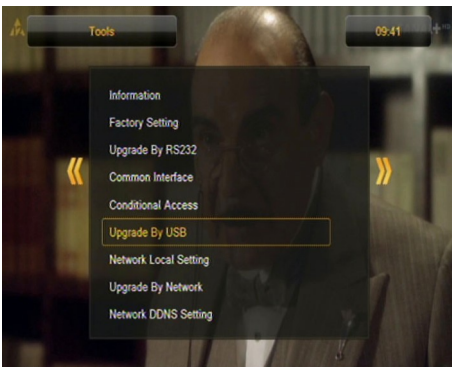 Tools
09:41
Information
Factory Setting
Upgrade By RS232
Common Interface
Conditional Access
Upgrade By USB
Network Local Setting
Upgrade By Network
Network DDNS Setting